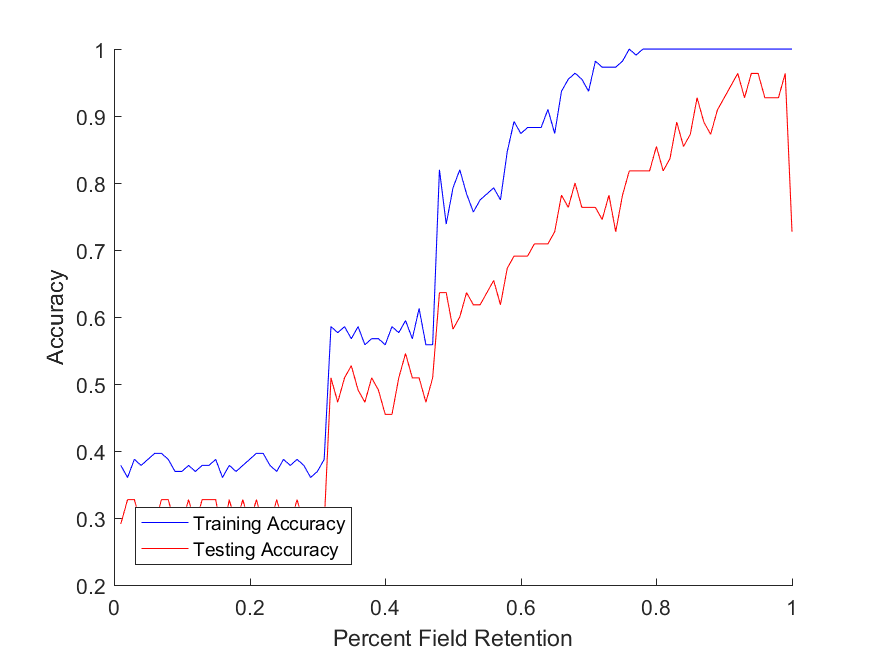 1
0.9
0.8
0.7
0.6
0.5
0.4
0.3
0.2
Accuracy
Training Accuracy
Testing Accuracy
0 0.2 0.4 0.6 0.8 1
Percent Field Retention